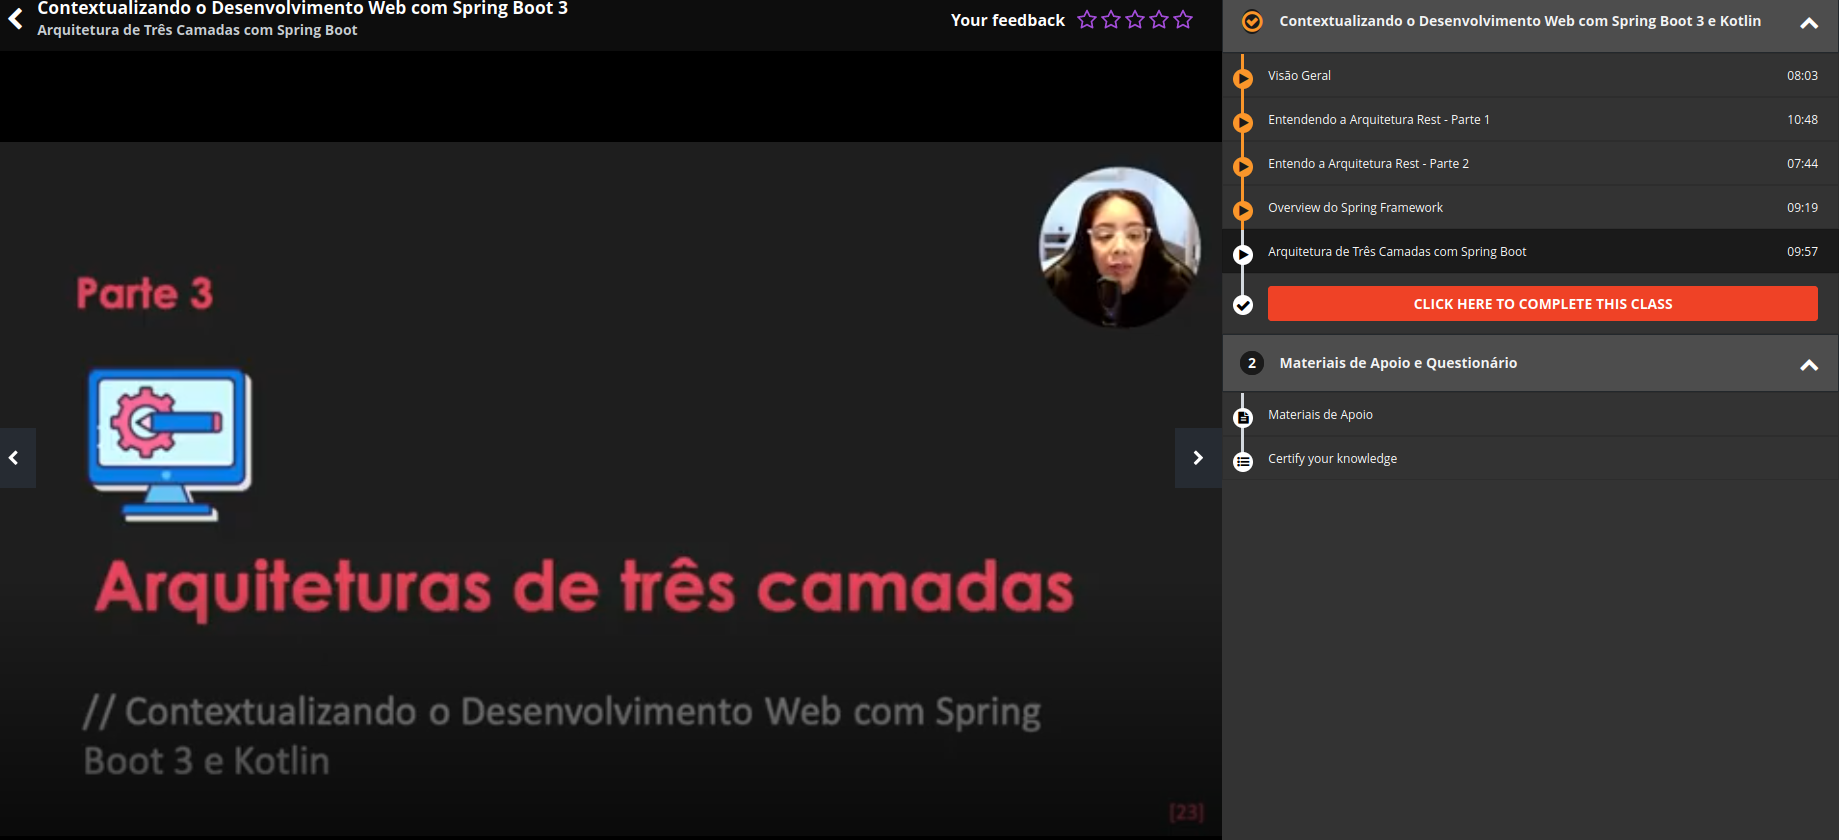 Contextualizando o Desenvolvimento Web com Spring Boot 3
Arquitetura de Três Camadas com Spring Boot
Your feedback
Parte 3
Arquiteturas de três camadas
// Contextualizando o Desenvolvimento Web com Spring
Boot 3 e Kotlin
[23]
Contextualizando o Desenvolvimento Web com Spring Boot 3 e Kotlin
Visão Geral 08:03
Entendendo a Arquitetura Rest - Parte 1 10:48
Entendo a Arquitetura Rest - Parte 2 07:44
Overview do Spring Framework 09:19
Arquitetura de Três Camadas com Spring Boot 09:57
CLICK HERE TO COMPLETE THIS CLASS
2 Materiais de Apoio e Questionário
Materiais de Apoio
Certify your knowledge